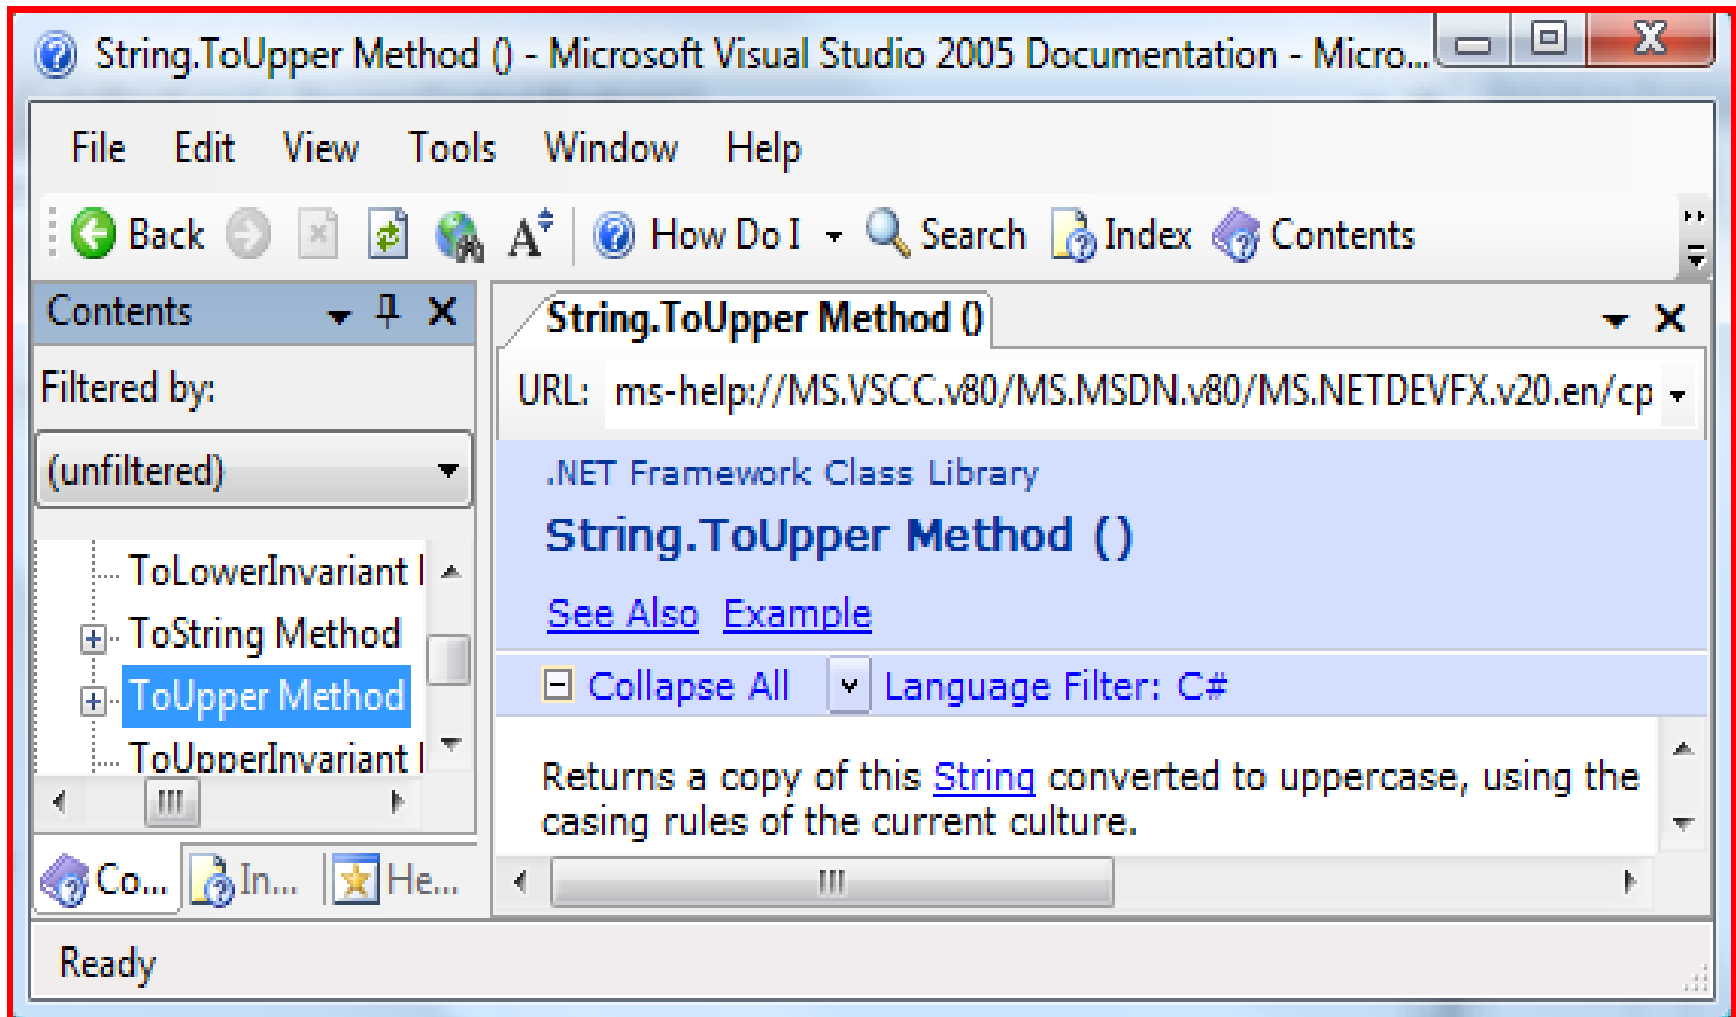 String.ToUpper Method () - Microsoft Visual Studio 2005 Documentation - Micro...
File Edit View Tools Window Help
Back How Do I Search Index Contents
Contents
Filtered by:
(unfiltered)
ToLowerInvariant
ToString Method
ToUpper Method
ToUpperInvariant
Co... In... He...
String.ToUpper Method ()
URL: ms-help://MS.VSCC.v80/MS.MSDN.v80/MS.NETDEVFX.v20.en/cp
.NET Framework Class Library
String.ToUpper Method ()
See Also Example
Collapse All Language Filter: C#
Returns a copy of this String converted to uppercase, using the
casing rules of the current culture.
Ready